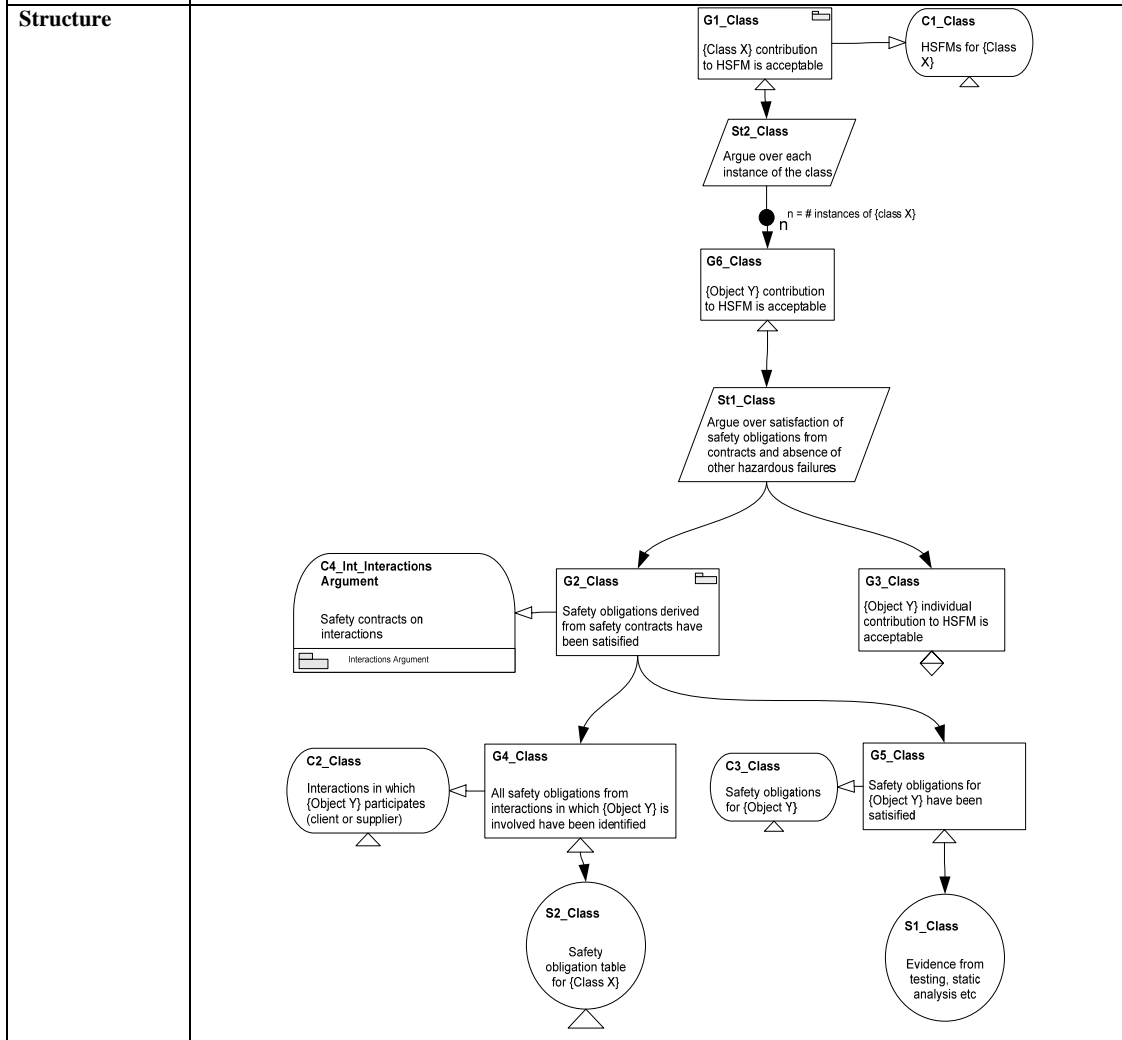 Structure
G1_Class
{Class X} contribution
to HSFM is acceptable
C1_Class
HSFMs for {Class
X}
St2_Class
Argue over each
instance of the class
n
n = # instances of {class X}
G6_Class
{Object Y} contribution
to HSFM is acceptable
St1_Class
Argue over satisfaction of
safety obligations from
contracts and absence of
other hazardous failures
C4_Int_Interactions
Argument
Safety contracts on
interactions
Interactions Argument
G2_Class
Safety obligations derived
from safety contracts have
been satisified
G3_Class
{Object Y} individual
contribution to HSFM is
acceptable
C2_Class
Interactions in which
{Object Y} participates
(client or supplier)
G4_Class
All safety obligations from
interactions in which {Object Y} is
involved have been identified
C3_Class
Safety obligations
for {Object Y}
G5_Class
Safety obligations for
{Object Y} have been
satisified
S2_Class
Safety
obligation table
for {Class X}
S1_Class
Evidence from
testing, static
analysis etc